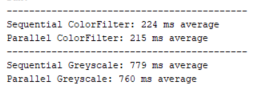 Sequential ColorFilter: 224 ms average
Parallel ColorFilter: 215 ms average
Sequential Greyscale: 779 ms average
Parallel Greyscale: 760 ms average